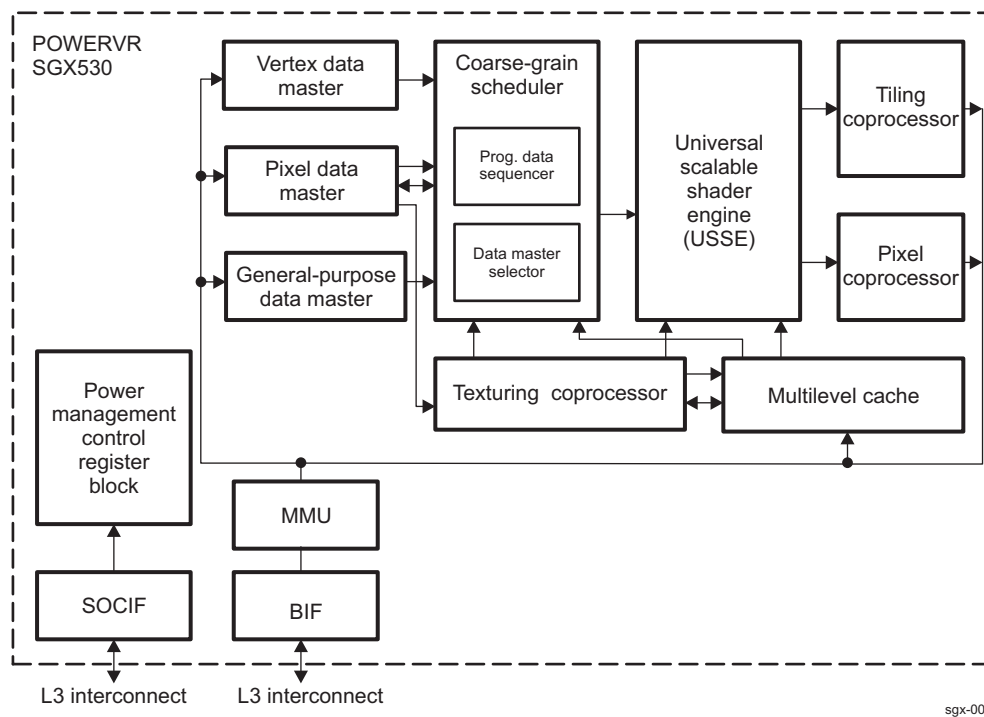 POWERVR
SGX530
Vertex data
master
Pixel data
master
General-purpose
data master
Coarse-grain
scheduler
Prog. data
sequencer
Data master
selector
Universal
scalable
shader
engine
(USSE)
Tiling
coprocessor
Pixel
coprocessor
Texturing coprocessor
Multilevel cache
Power
management
control
register
block
MMU
SOCIF
BIF
L3 interconnect
L3 interconnect
sgx-00